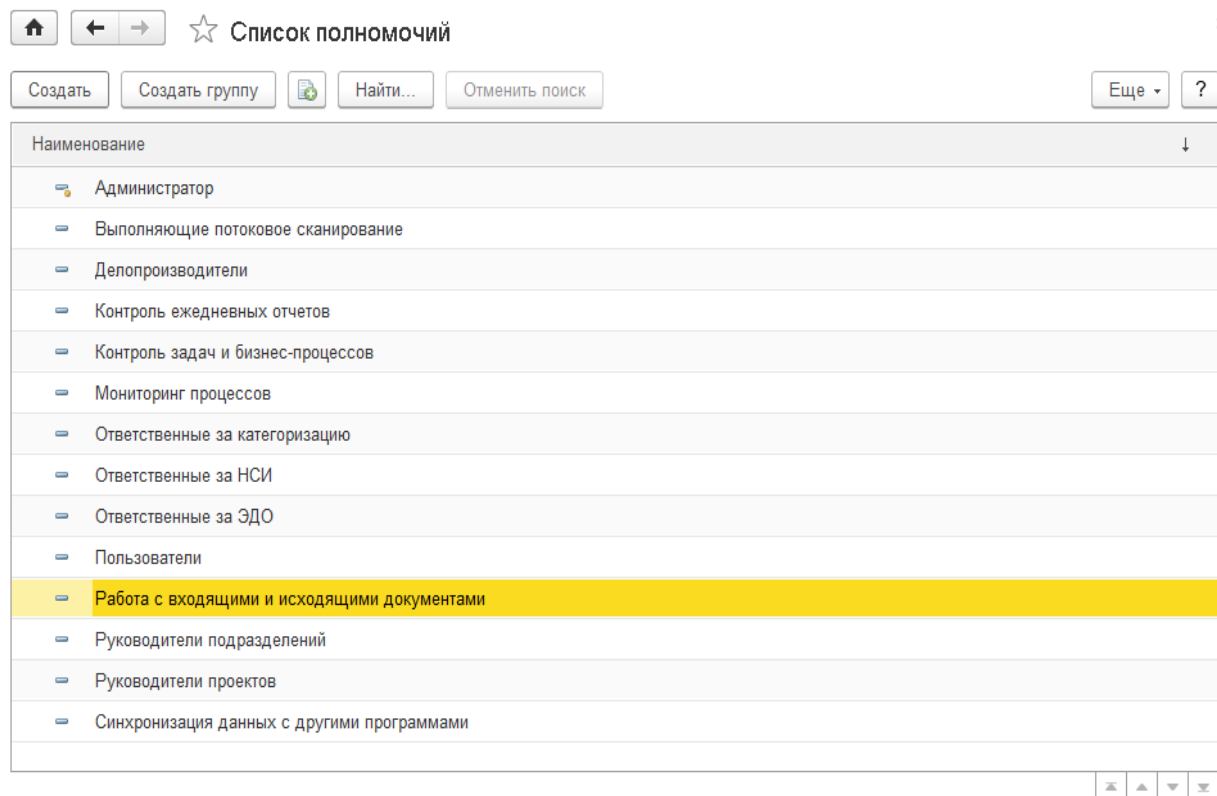 Список полномочий
Создать Создать группу Найти... Отменить поиск Еще ?
Наименование ↓
Администратор
Выполняющие потоковое сканирование
Делопроизводители
Контроль ежедневных отчетов
Контроль задач и бизнес-процессов
Мониторинг процессов
Ответственные за категоризацию
Ответственные за НСИ
Ответственные за ЭДО
Пользователи
Работа с входящими и исходящими документами
Руководители подразделений
Руководители проектов
Синхронизация данных с другими программами